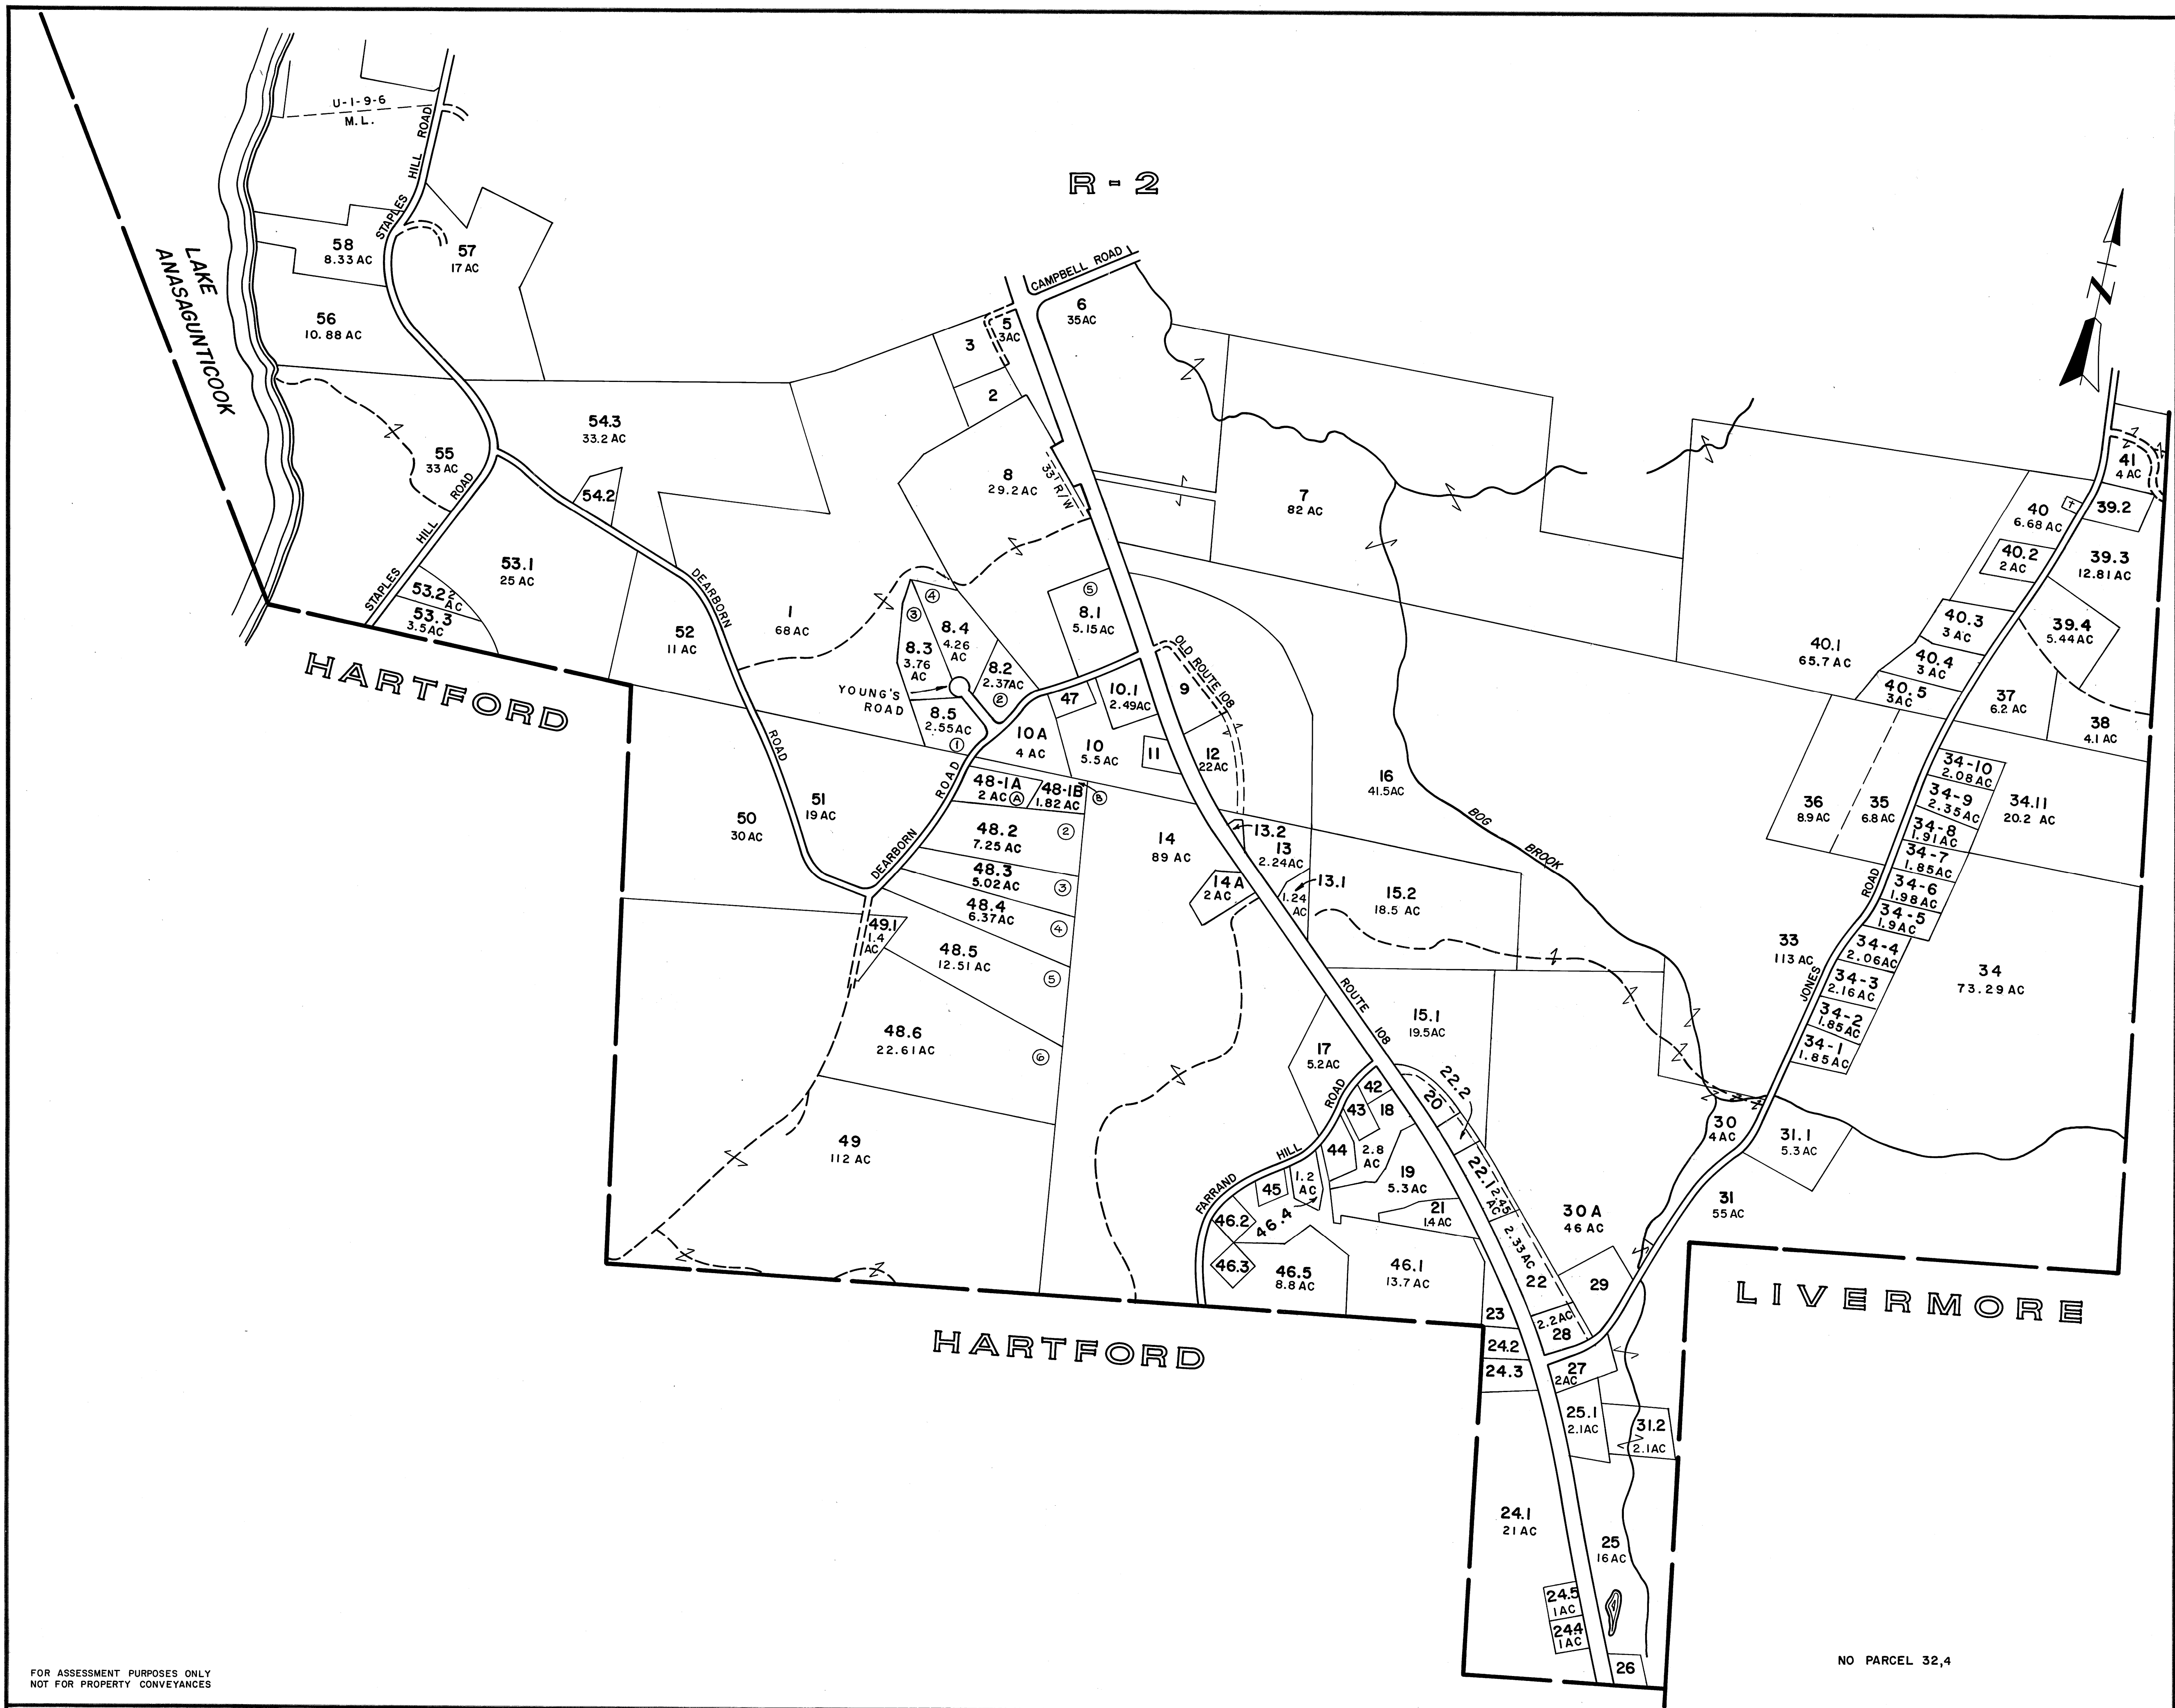 R-2
U-1-9-6
M.L.
STAPLES HILL ROAD
58
8.33 AC
57
17 AC
56
10.88 AC
LAKE
ANASAGUNTICOOK
CAMPBELL ROAD
6
35 AC
5
3 AC
3
2
54.3
33.2 AC
54.2
55
33 AC
STAPLES HILL ROAD
53.1
25 AC
53.2
2 AC
53.3
3.5 AC
HARTFORD
52
11 AC
DEARBORN ROAD
1
68 AC
8
29.2 AC
33' R/W
7
82 AC
41
4 AC
40
6.68 AC
39.2
40.2
2 AC
39.3
12.81 AC
40.3
3 AC
39.4
5.44 AC
40.1
65.7 AC
40.4
3 AC
40.5
3 AC
37
6.2 AC
38
4.1 AC
5
8.1
5.15 AC
4
3
8.4
4.26
AC
8.3
3.76
AC
8.2
2.37 AC
2
YOUNG'S
ROAD
8.5
2.55 AC
1
OLD ROUTE 108
9
47
10.1
2.49 AC
10A
4 AC
10
5.5 AC
11
12
22 AC
16
41.5 AC
BOG BROOK
36
8.9 AC
35
6.8 AC
34-10
2.08 AC
34-9
2.35 AC
34-8
1.91 AC
34-7
1.85 AC
34-6
1.98 AC
34-5
1.9 AC
34-4
2.06 AC
34-3
2.16 AC
34-2
1.85 AC
34-1
1.85 AC
34.11
20.2 AC
34
73.29 AC
33
113 AC
JONES ROAD
50
30 AC
51
19 AC
DEARBORN ROAD
48-1A
2 AC A
48-1B
1.82 AC
B
48.2
7.25 AC
2
48.3
5.02 AC
3
48.4
6.37 AC
4
48.5
12.51 AC
5
48.6
22.61 AC
6
49.1
1.4
AC
49
112 AC
14
89 AC
14A
2 AC
13.2
13
2.24 AC
13.1
1.24
AC
15.2
18.5 AC
ROUTE 108
15.1
19.5 AC
17
5.2 AC
FARRAND HILL ROAD
42
43
18
2.8
AC
44
45
1.2
AC
46.4
46.2
46.3
46.5
8.8 AC
46.1
13.7 AC
19
5.3 AC
21
1.4 AC
20
22.2
22.1
2.45
AC
2.33 AC
22
30A
46 AC
30
4 AC
31.1
5.3 AC
31
55 AC
29
23
2.2 AC
28
24.2
24.3
27
2 AC
25.1
2.1 AC
31.2
2.1 AC
LIVERMORE
HARTFORD
24.1
21 AC
25
16 AC
24.5
1 AC
24.4
1 AC
26
N
FOR ASSESSMENT PURPOSES ONLY
NOT FOR PROPERTY CONVEYANCES
NO PARCEL 32,4